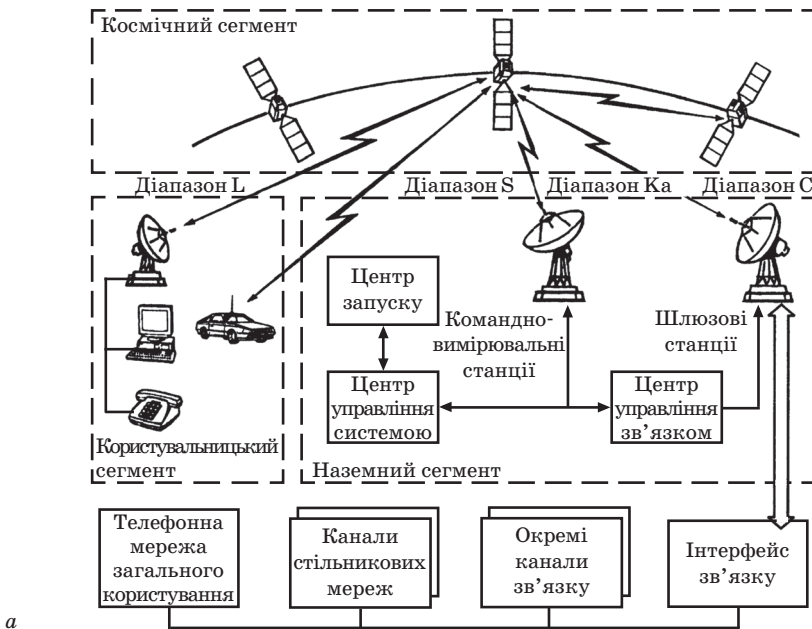 Космічний сегмент
Діапазон L
Діапазон S
Діапазон Ка
Діапазон С
Центр
запуску
Командно-
вимірювальні
станції
Шлюзові
станції
Центр
управління
системою
Центр
управління
зв’язком
Користувальницький
сегмент
Наземний сегмент
Телефонна
мережа
загального
користування
Канали
стільникових
мереж
Окремі
канали
зв’язку
Інтерфейс
зв’язку
а